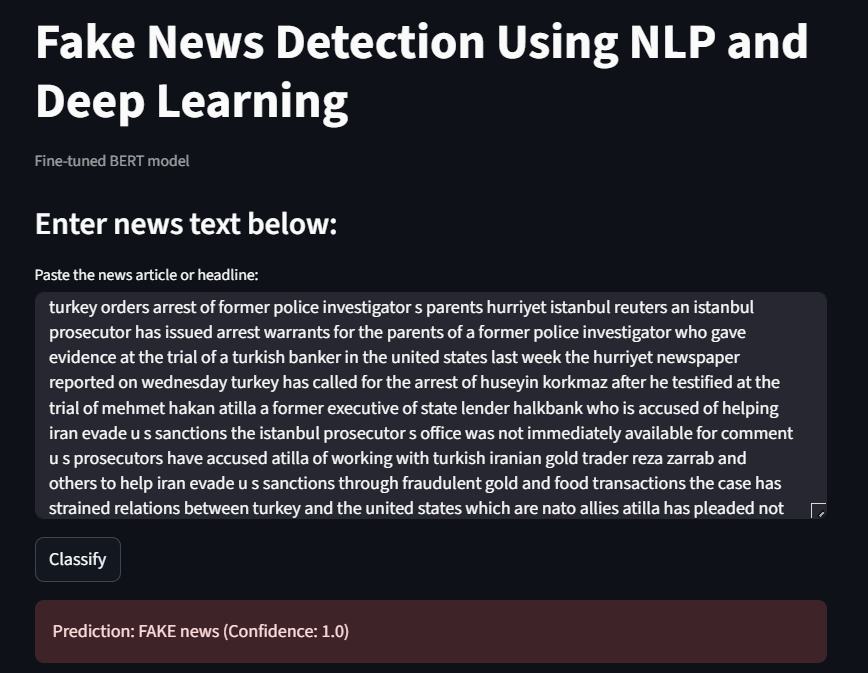 Fake News Detection Using NLP and
Deep Learning
Fine-tuned BERT model
Enter news text below:
Paste the news article or headline:
turkey orders arrest of former police investigator s parents hurriyet istanbul reuters an istanbul
prosecutor has issued arrest warrants for the parents of a former police investigator who gave
evidence at the trial of a turkish banker in the united states last week the hurriyet newspaper
reported on wednesday turkey has called for the arrest of huseyin korkmaz after he testified at the
trial of mehmet hakan atilla a former executive of state lender halkbank who is accused of helping
iran evade u s sanctions the istanbul prosecutor s office was not immediately available for comment
u s prosecutors have accused atilla of working with turkish iranian gold trader reza zarrab and
others to help iran evade u s sanctions through fraudulent gold and food transactions the case has
strained relations between turkey and the united states which are nato allies atilla has pleaded not
Classify
Prediction: FAKE news (Confidence: 1.0)